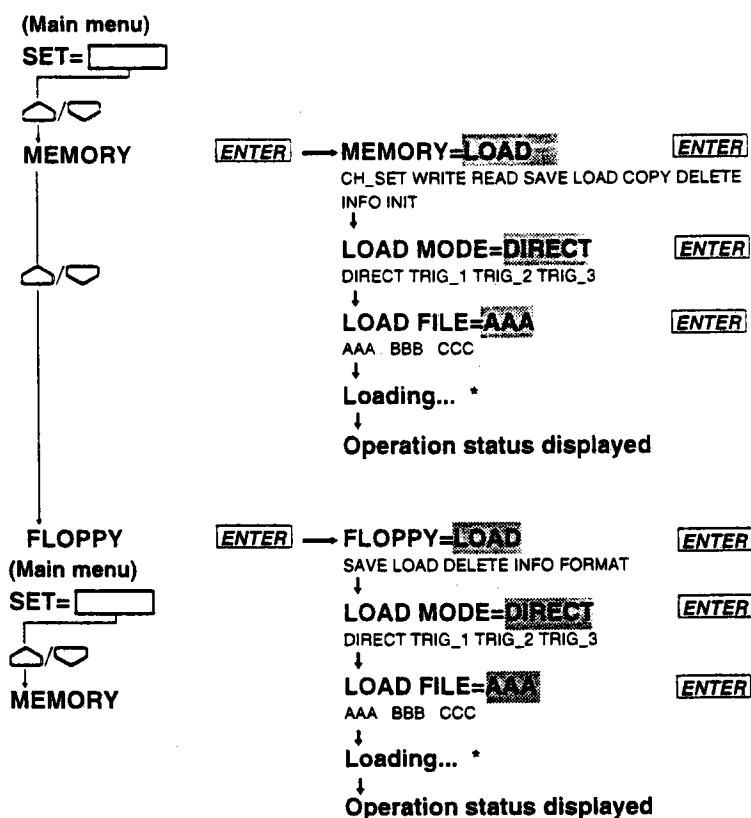 (Main menu)
SET=
/
MEMORY ENTER MEMORY=LOAD ENTER
CH_SET WRITE READ SAVE LOAD COPY DELETE
INFO INIT
/ LOAD MODE=DIRECT ENTER
DIRECT TRIG_1 TRIG_2 TRIG_3
LOAD FILE=AAA ENTER
AAA BBB CCC
Loading... *
Operation status displayed
FLOPPY ENTER FLOPPY=LOAD ENTER
(Main menu) SAVE LOAD DELETE INFO FORMAT
SET= LOAD MODE=DIRECT ENTER
DIRECT TRIG_1 TRIG_2 TRIG_3
/
MEMORY LOAD FILE=AAA ENTER
AAA BBB CCC
Loading... *
Operation status displayed